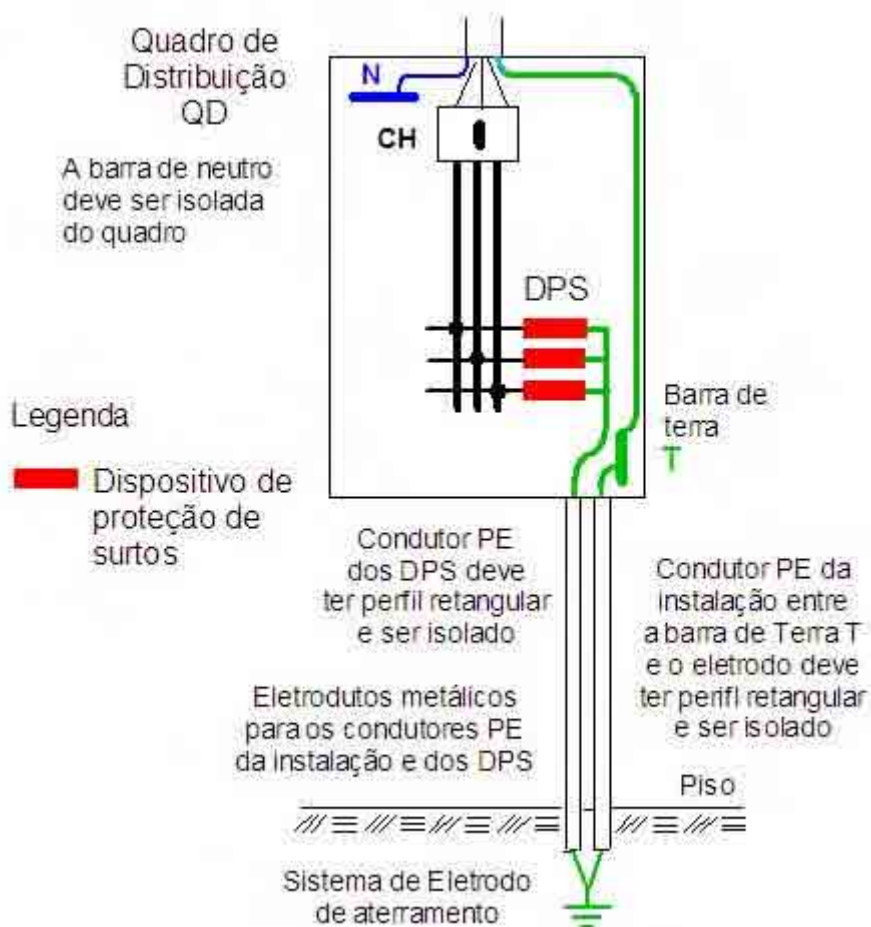 Quadro de
Distribuição
QD
N
CH
A barra de neutro
deve ser isolada
do quadro
DPS
Barra de
terra
T
Legenda
Dispositivo de
proteção de
surtos
Condutor PE
dos DPS deve
ter perfil retangular
e ser isolado
Condutor PE da
instalação entre
a barra de Terra T
e o eletrodo deve
ter perifl retangular
e ser isolado
Eletrodutos metálicos
para os condutores PE
da instalação e dos DPS
Piso
Sistema de Eletrodo
de aterramento